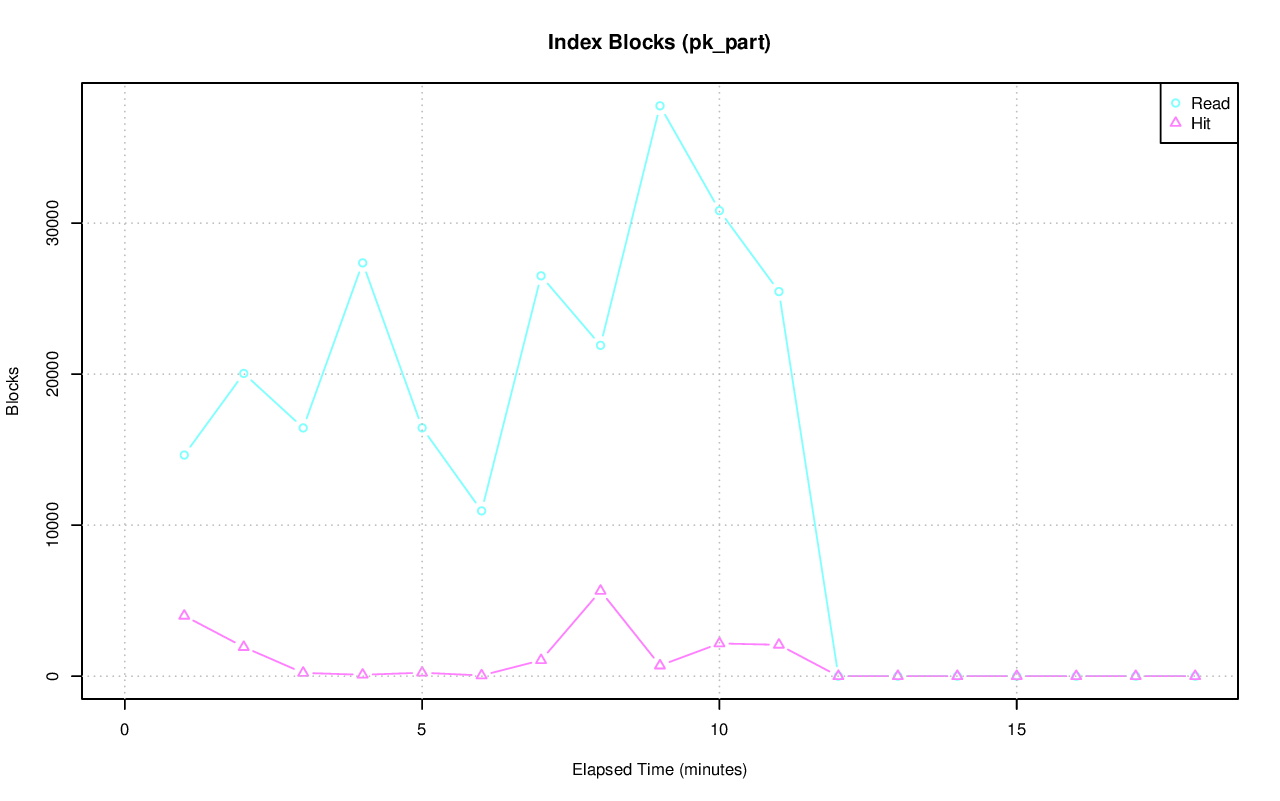 Index Blocks (pk_part)
Read
Hit
30000
20000
10000
0
Blocks
0 5 10 15
Elapsed Time (minutes)